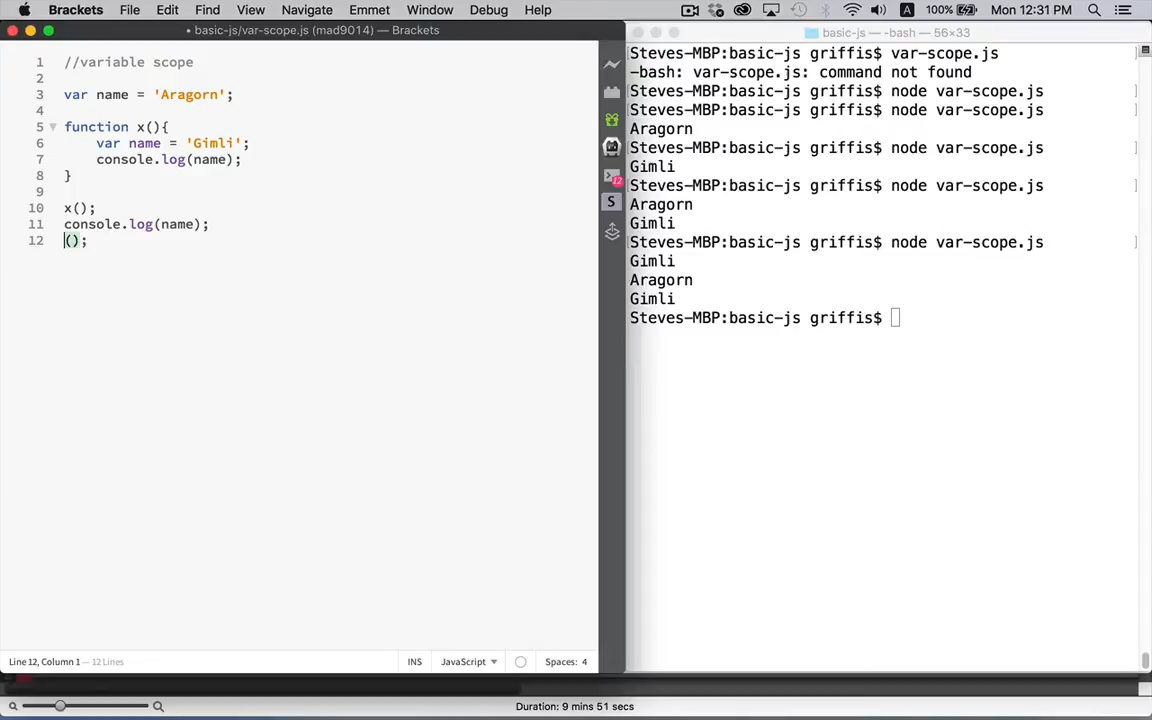 Brackets File Edit Find View Navigate Emmet Window Debug Help A 100% Mon 12:31 PM
• basic-js/var-scope.js (mad9014) — Brackets
1 //variable scope
2
3 var name = 'Aragorn';
4
5 function x(){
6 var name = 'Gimli';
7 console.log(name);
8 }
9
10 x();
11 console.log(name);
12 ();
Line 12, Column 1 — 12 Lines INS JavaScript Spaces: 4
12
S
basic-js — -bash — 56×33
Steves-MBP:basic-js griffis$ var-scope.js
-bash: var-scope.js: command not found
[Steves-MBP:basic-js griffis$ node var-scope.js ]
[Steves-MBP:basic-js griffis$ node var-scope.js ]
Aragorn
[Steves-MBP:basic-js griffis$ node var-scope.js ]
Gimli
[Steves-MBP:basic-js griffis$ node var-scope.js ]
Aragorn
Gimli
[Steves-MBP:basic-js griffis$ node var-scope.js ]
Gimli
Aragorn
Gimli
Steves-MBP:basic-js griffis$
Duration: 9 mins 51 secs